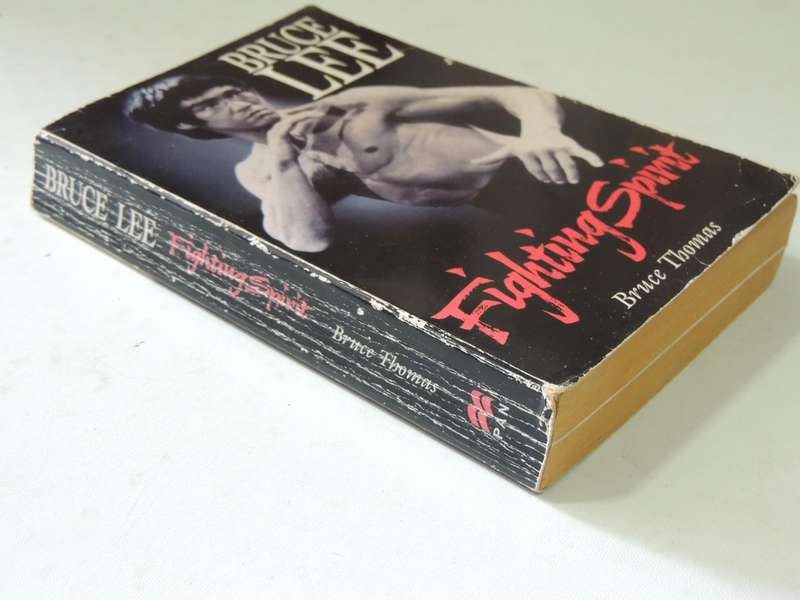 BRUCE
LEE
Fighting Spirit
Bruce Thomas
BRUCE LEE Fighting Spirit Bruce Thomas PAN